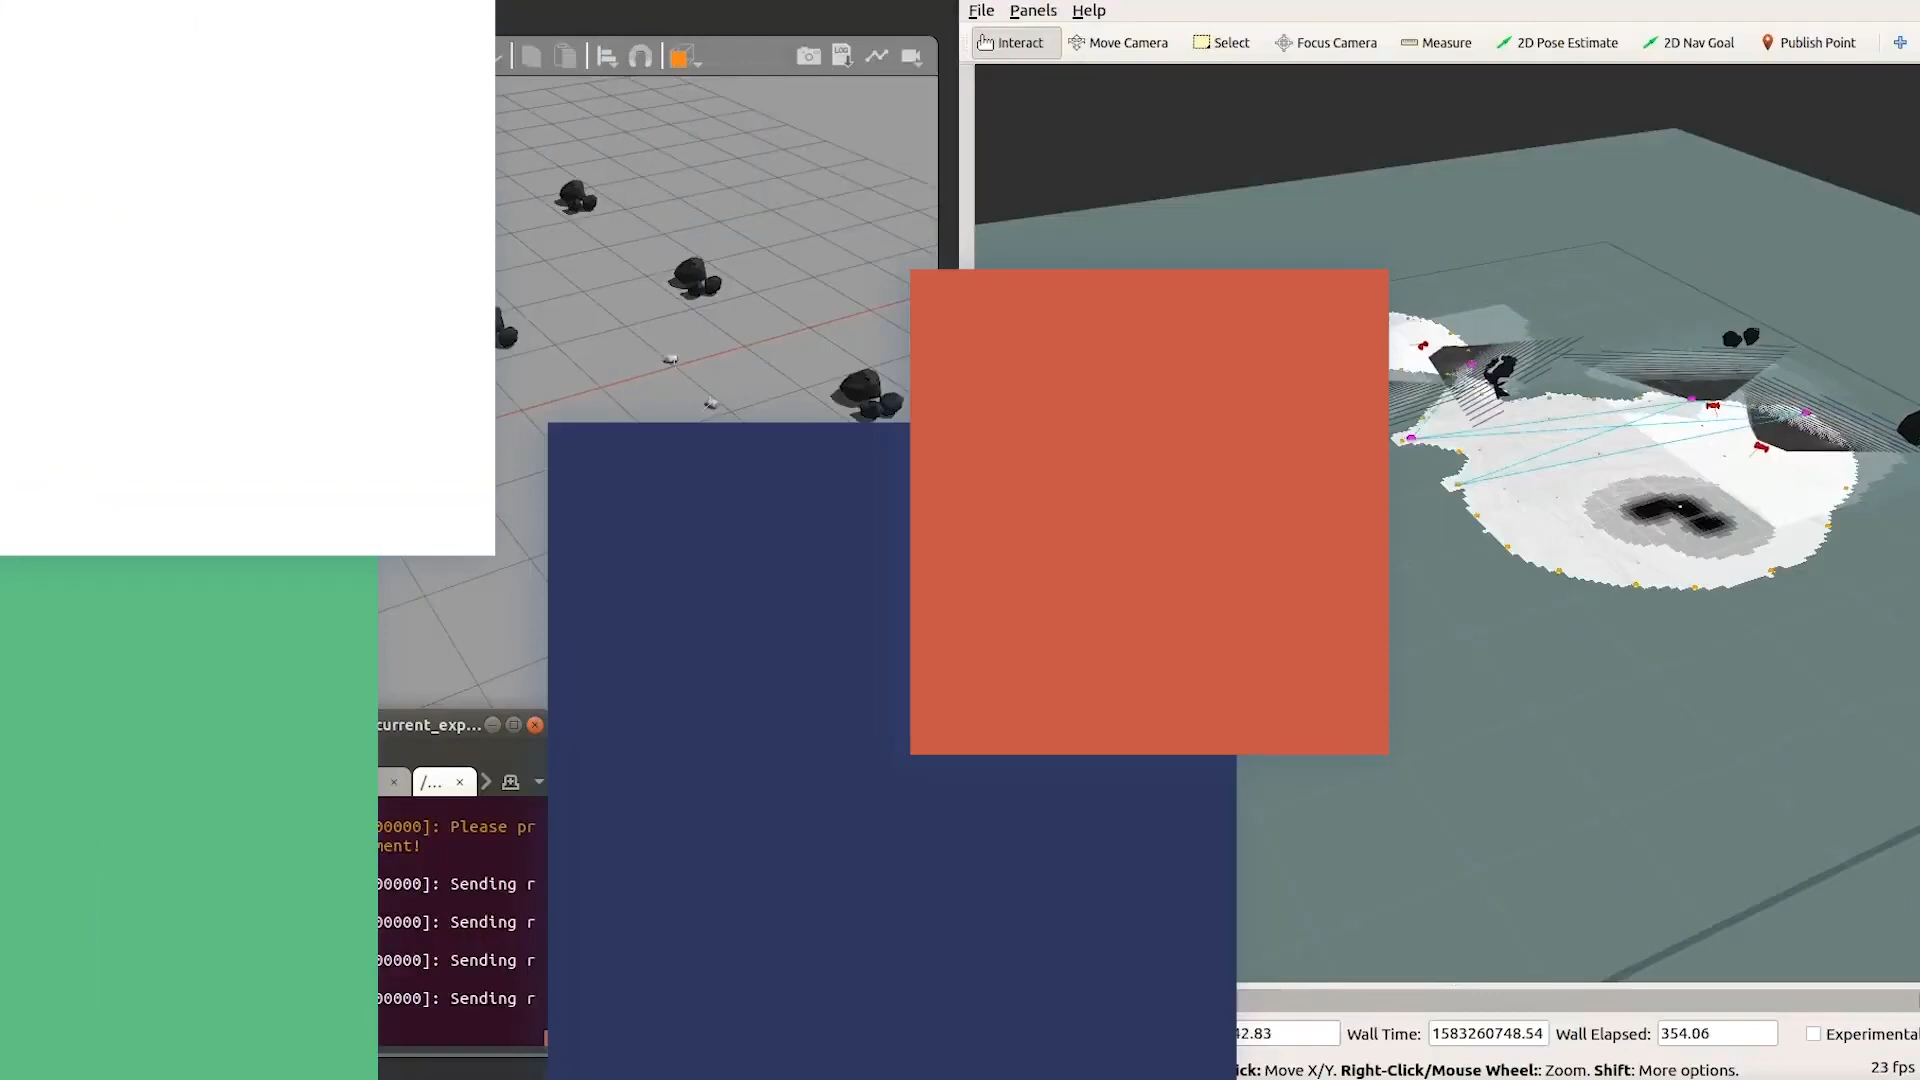 File Panels Help
Interact Move Camera Select Focus Camera Measure 2D Pose Estimate 2D Nav Goal Publish Point
LOG
current_exp...
/...
00000]: Please pr
ment!
00000]: Sending r
00000]: Sending r
00000]: Sending r
00000]: Sending r
42.83 Wall Time: 1583260748.54 Wall Elapsed: 354.06 Experimental
ick: Move X/Y. Right-Click/Mouse Wheel:: Zoom. Shift: More options. 23 fps